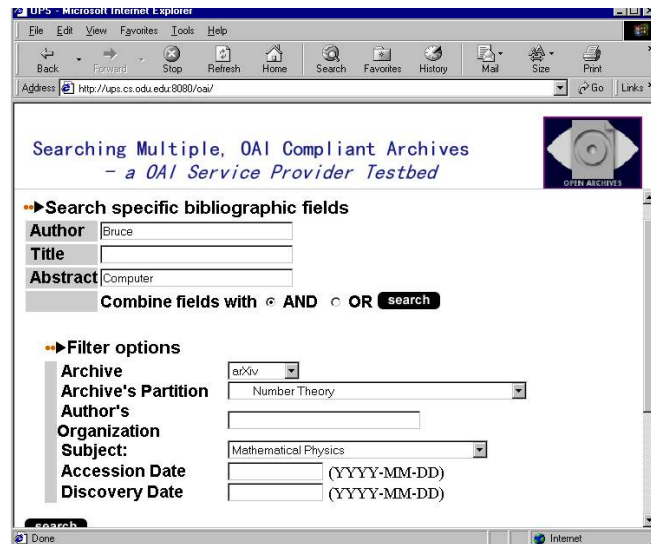 UPS - Microsoft Internet Explorer
File Edit View Favorites Tools Help
Back Forward Stop Refresh Home Search Favorites History Mail Size Print
Address http://ups.cs.odu.edu:8080/oai/ Go Links
Searching Multiple, OAI Compliant Archives
- a OAI Service Provider Testbed
OPEN ARCHIVES
Search specific bibliographic fields
Author Bruce
Title
Abstract Computer
Combine fields with AND OR search
Filter options
Archive arXiv
Archive's Partition Number Theory
Author's
Organization
Subject: Mathematical Physics
Accession Date (YYYY-MM-DD)
Discovery Date (YYYY-MM-DD)
search
Done Internet